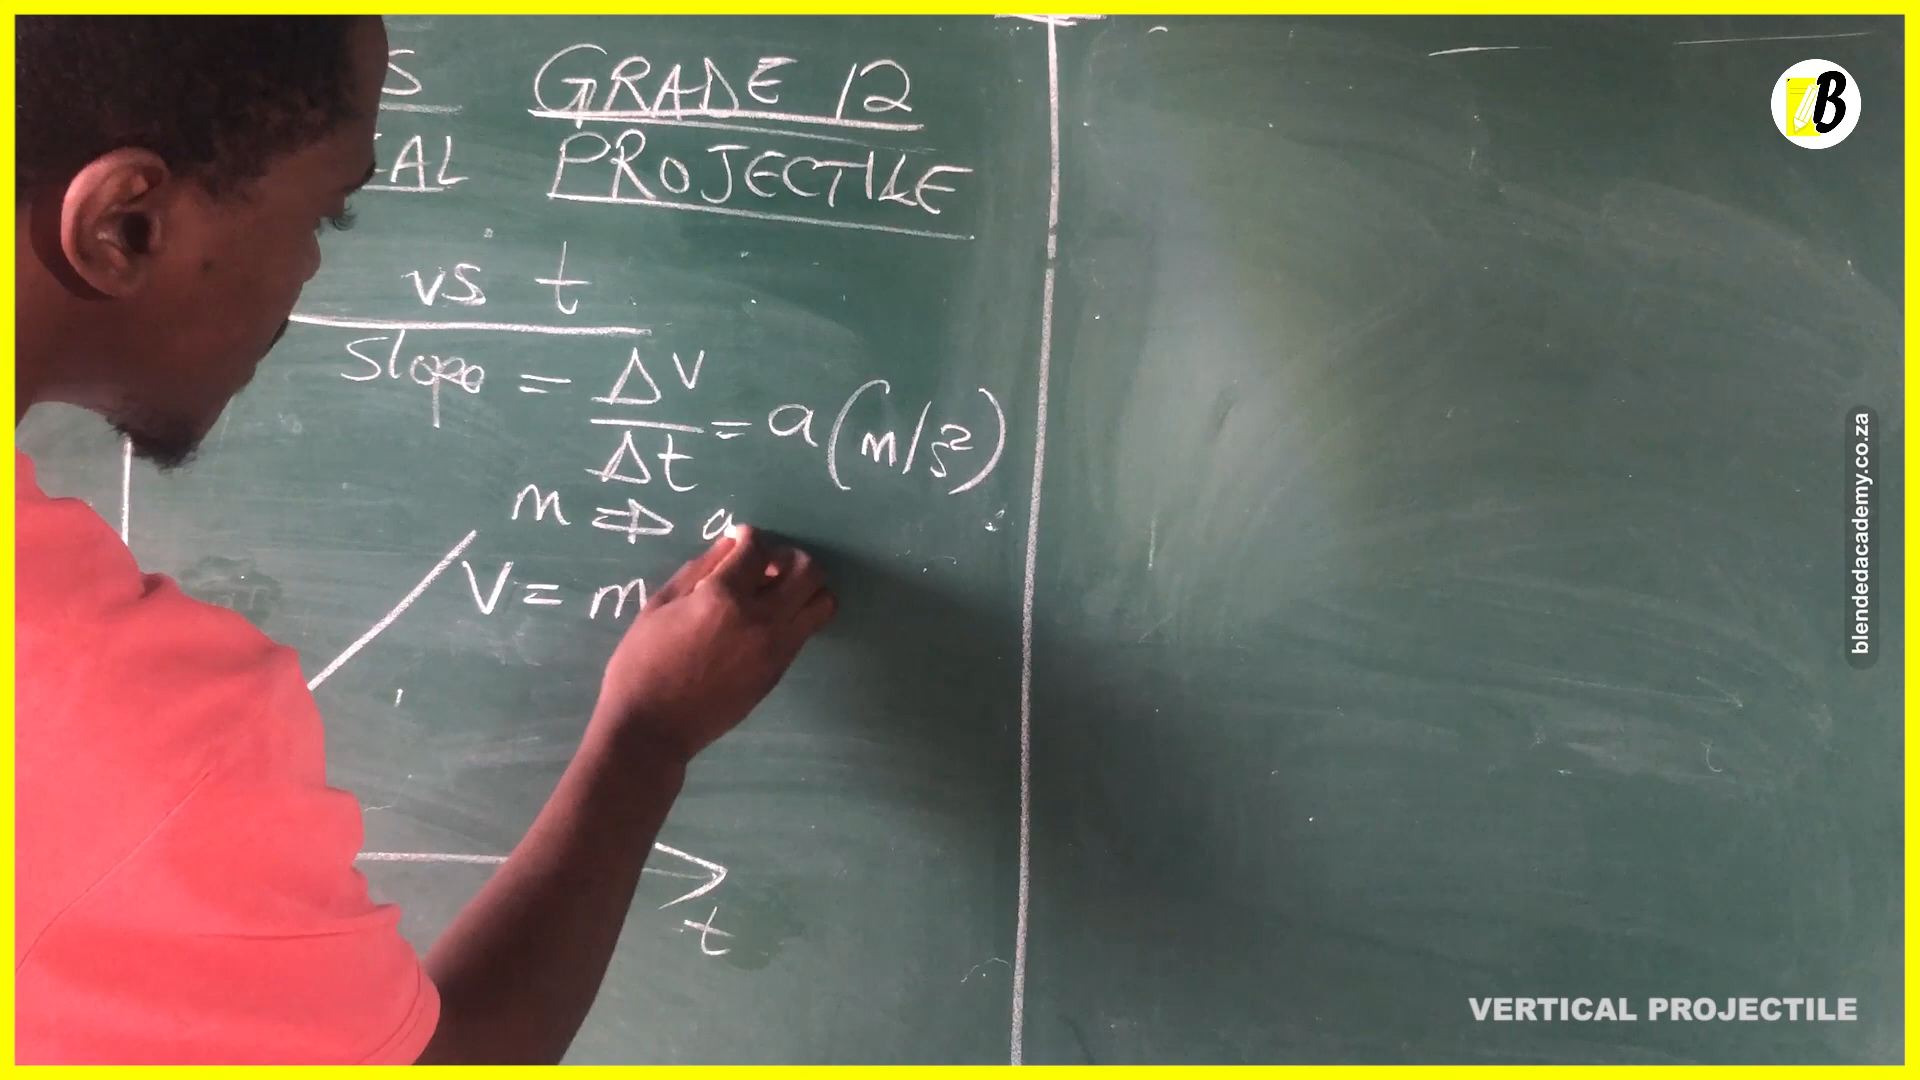 S GRADE 12
AL PROJECTILE
vs t
Slope = Δv/Δt = a (m/s²)
m ⇒ a
V = m
t
B
blendedacademy.co.za
VERTICAL PROJECTILE